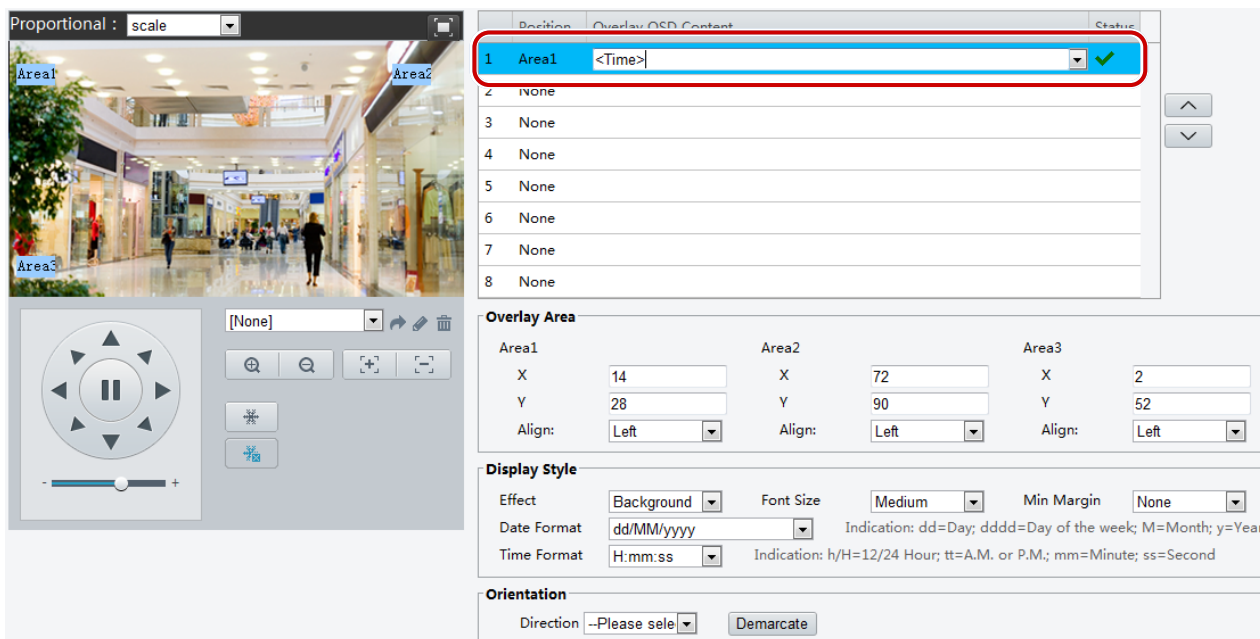 Proportional : scale
Area1
Area2
Area3
[None]
- +
Position Overlay OSD Content Status
1 Area1 <Time>
2 None
3 None
4 None
5 None
6 None
7 None
8 None
Overlay Area
Area1 Area2 Area3
X 14 X 72 X 2
Y 28 Y 90 Y 52
Align: Left Align: Left Align: Left
Display Style
Effect Background Font Size Medium Min Margin None
Date Format dd/MM/yyyy Indication: dd=Day; dddd=Day of the week; M=Month; y=Year
Time Format H:mm:ss Indication: h/H=12/24 Hour; tt=A.M. or P.M.; mm=Minute; ss=Second
Orientation
Direction --Please sele Demarcate